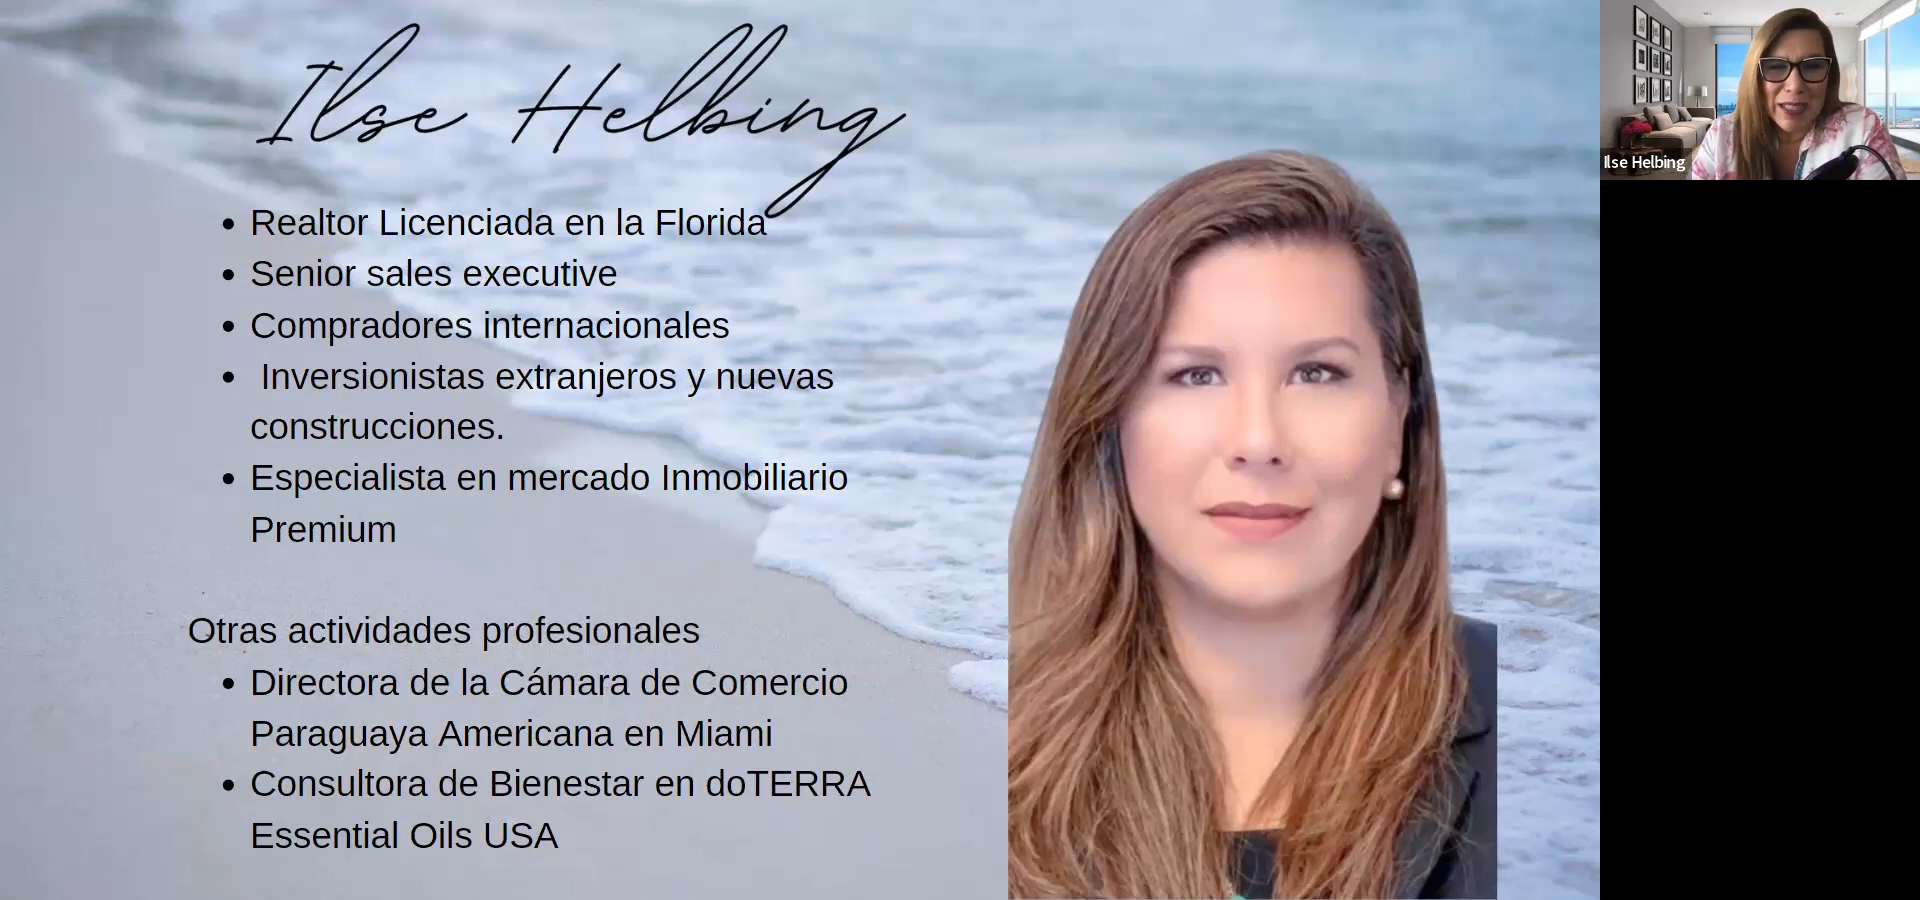 Ilse Helbing
• Realtor Licenciada en la Florida
• Senior sales executive
• Compradores internacionales
• Inversionistas extranjeros y nuevas
construcciones.
• Especialista en mercado Inmobiliario
Premium
Otras actividades profesionales
• Directora de la Cámara de Comercio
Paraguaya Americana en Miami
• Consultora de Bienestar en doTERRA
Essential Oils USA
Ilse Helbing